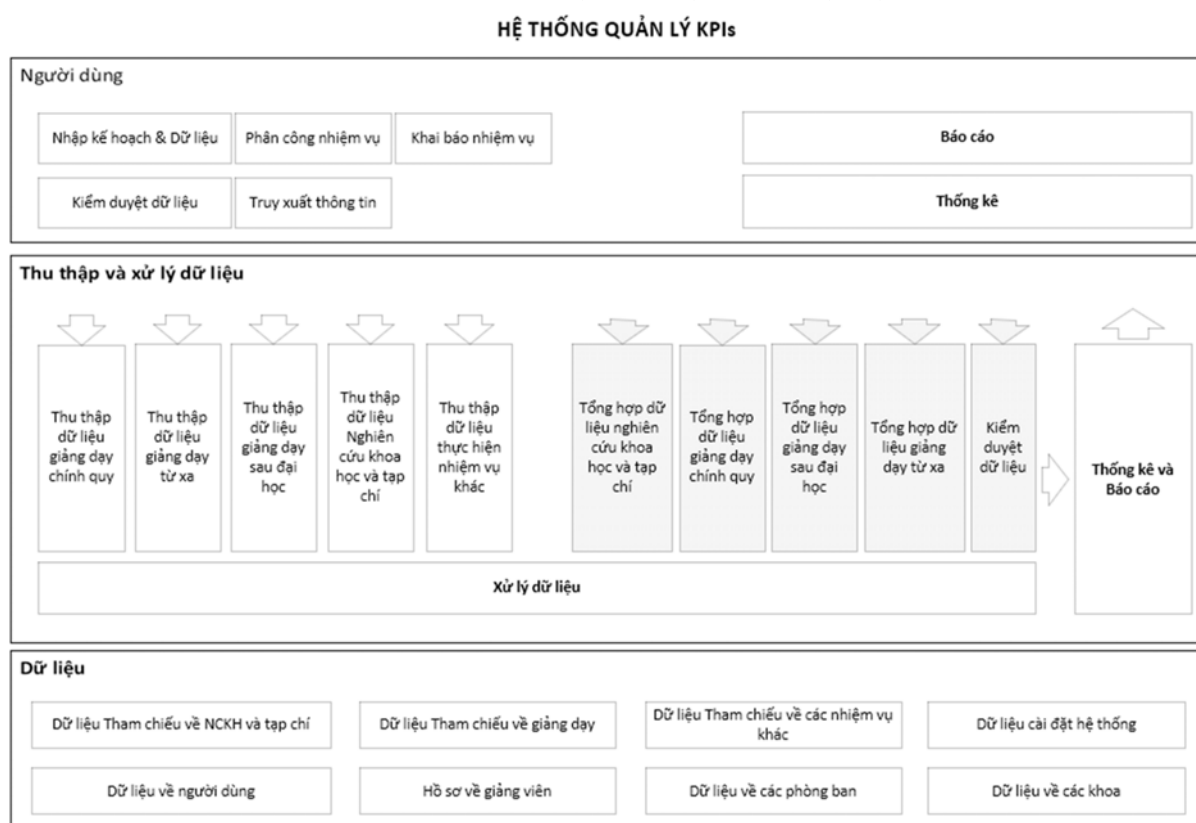 HỆ THỐNG QUẢN LÝ KPIs
Người dùng
Nhập kế hoạch & Dữ liệu
Phân công nhiệm vụ
Khai báo nhiệm vụ
Báo cáo
Kiểm duyệt dữ liệu
Truy xuất thông tin
Thống kê
Thu thập và xử lý dữ liệu
Thu thập
dữ liệu
giảng dạy
chính quy
Thu thập
dữ liệu
giảng dạy
từ xa
Thu thập
dữ liệu
giảng dạy
sau đại
học
Thu thập
dữ liệu
Nghiên
cứu khoa
học và tạp
chí
Thu thập
dữ liệu
thực hiện
nhiệm vụ
khác
Tổng hợp dữ
liệu nghiên
cứu khoa
học và tạp
chí
Tổng hợp
dữ liệu
giảng dạy
chính quy
Tổng hợp
dữ liệu
giảng dạy
sau đại
học
Tổng hợp dữ
liệu giảng
dạy từ xa
Kiểm
duyệt
dữ liệu
Thống kê và
Báo cáo
Xử lý dữ liệu
Dữ liệu
Dữ liệu Tham chiếu về NCKH và tạp chí
Dữ liệu Tham chiếu về giảng dạy
Dữ liệu Tham chiếu về các nhiệm vụ
khác
Dữ liệu cài đặt hệ thống
Dữ liệu về người dùng
Hồ sơ về giảng viên
Dữ liệu về các phòng ban
Dữ liệu về các khoa